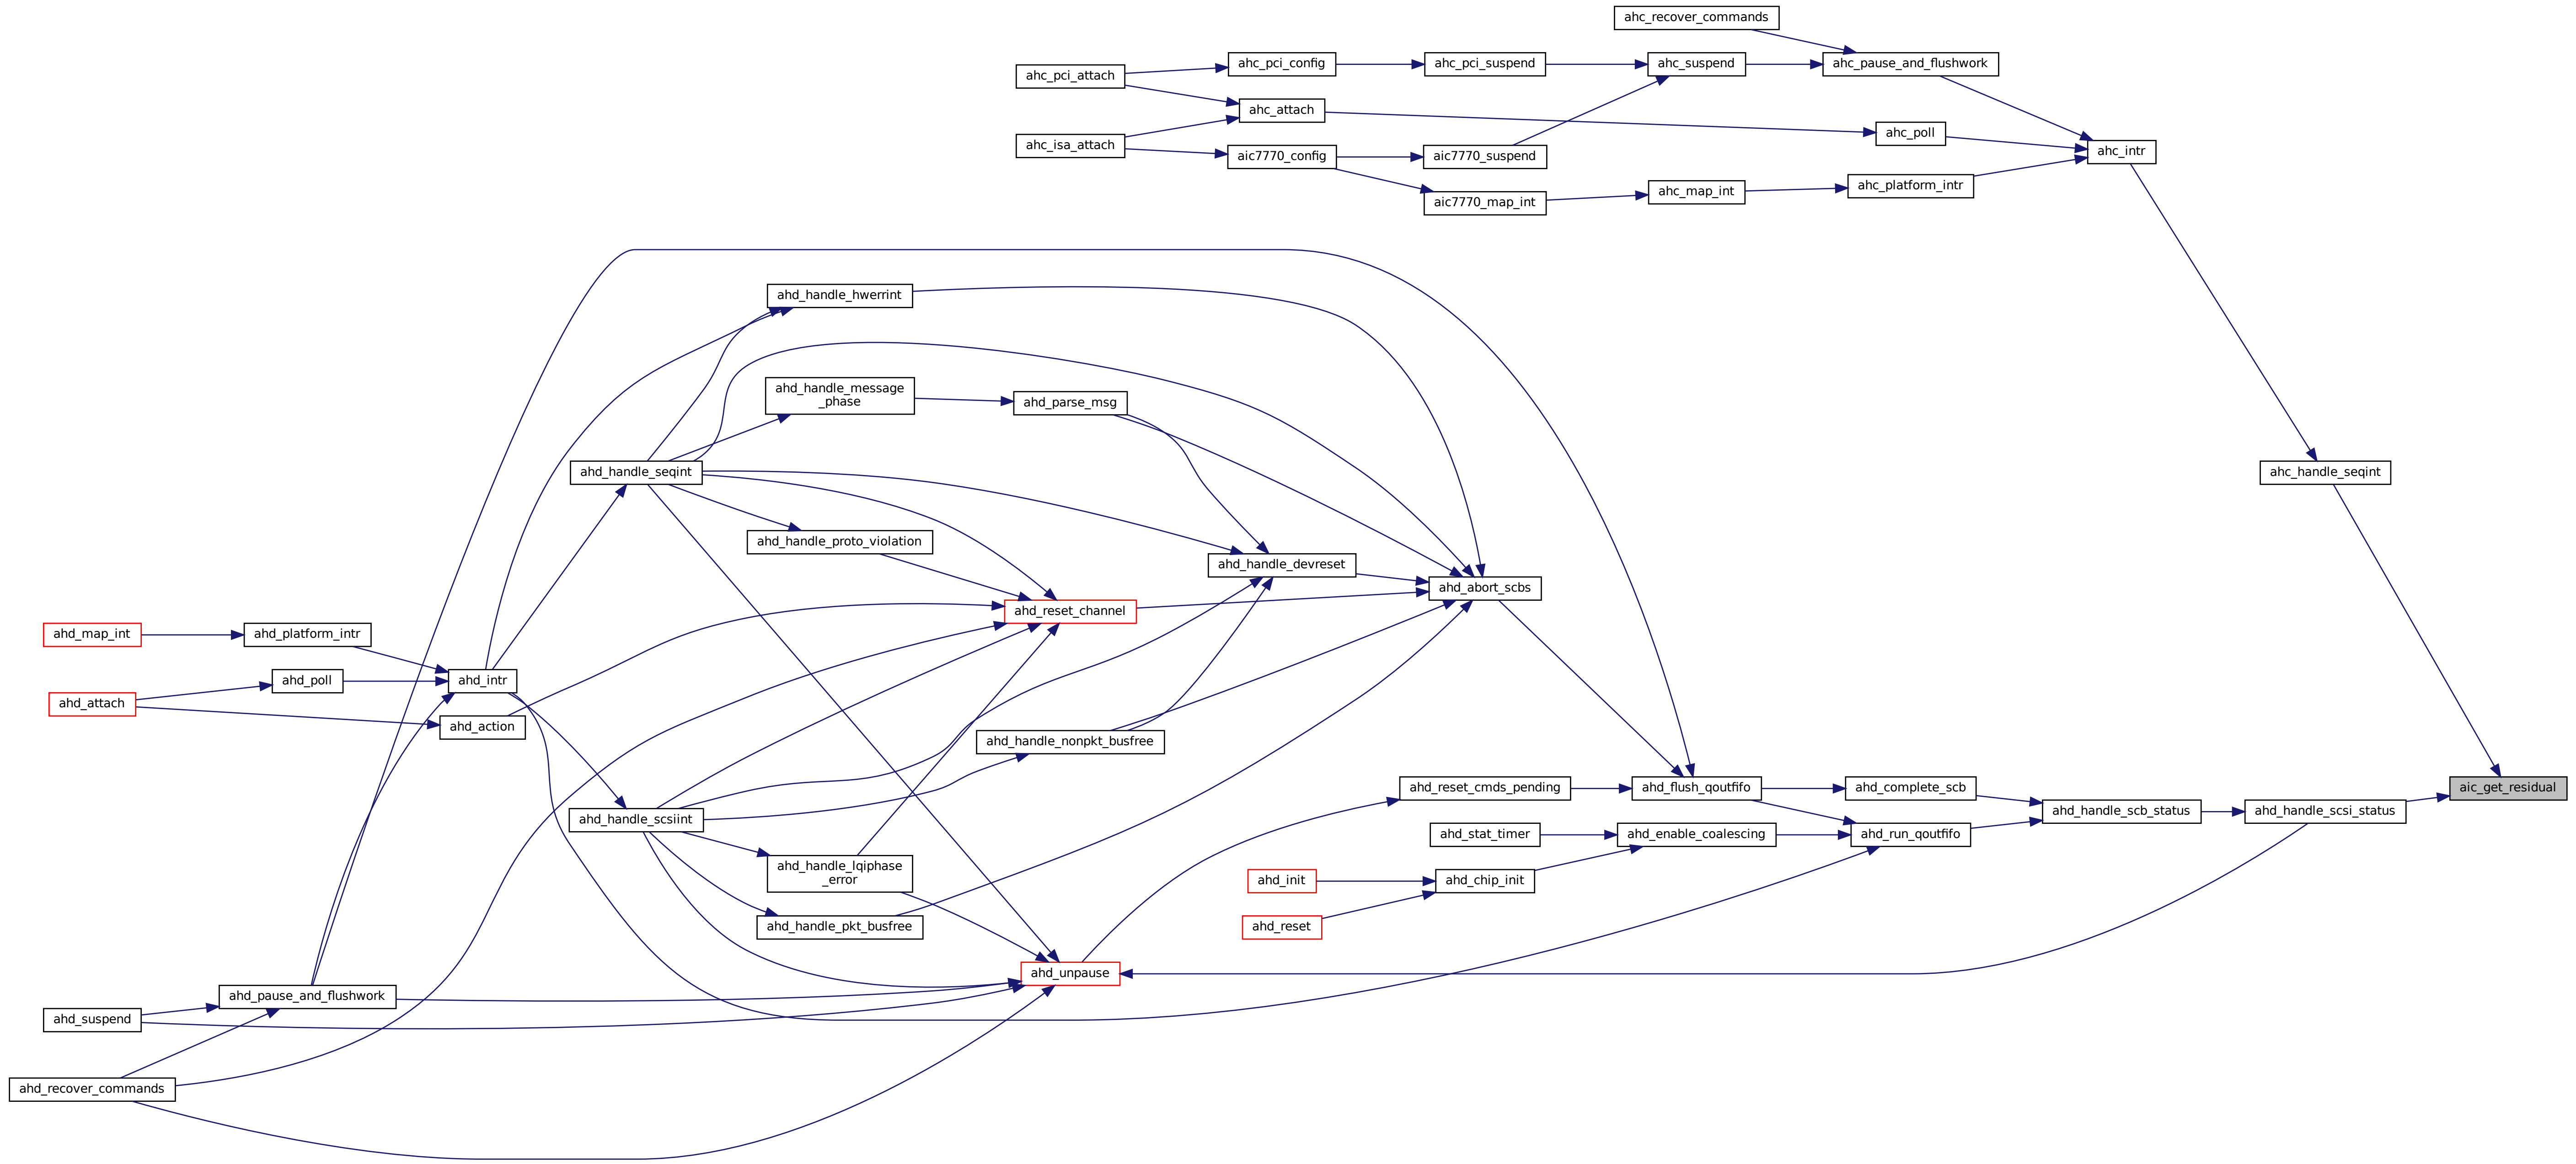 ahc_recover_commands
ahc_pci_attach
ahc_pci_config
ahc_pci_suspend
ahc_suspend
ahc_pause_and_flushwork
ahc_attach
ahc_poll
ahc_isa_attach
aic7770_config
aic7770_suspend
ahc_intr
aic7770_map_int
ahc_map_int
ahc_platform_intr
ahd_handle_hwerrint
ahd_handle_message
_phase
ahd_parse_msg
ahd_handle_seqint
ahc_handle_seqint
ahd_handle_proto_violation
ahd_handle_devreset
ahd_abort_scbs
ahd_reset_channel
ahd_map_int
ahd_platform_intr
ahd_poll
ahd_intr
ahd_attach
ahd_action
ahd_handle_nonpkt_busfree
ahd_reset_cmds_pending
ahd_flush_qoutfifo
ahd_complete_scb
aic_get_residual
ahd_handle_scb_status
ahd_handle_scsi_status
ahd_handle_scsiint
ahd_stat_timer
ahd_enable_coalescing
ahd_run_qoutfifo
ahd_handle_lqiphase
_error
ahd_init
ahd_chip_init
ahd_handle_pkt_busfree
ahd_reset
ahd_unpause
ahd_pause_and_flushwork
ahd_suspend
ahd_recover_commands